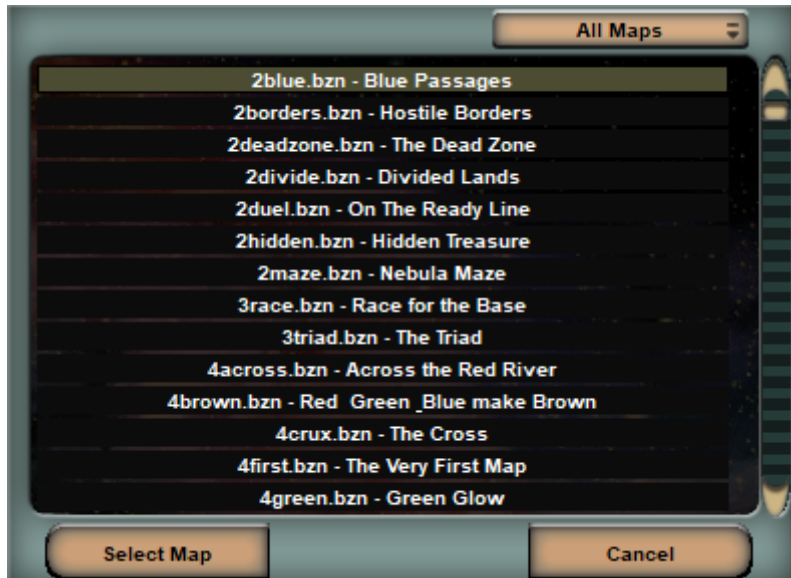 All Maps
2blue.bzn - Blue Passages
2borders.bzn - Hostile Borders
2deadzone.bzn - The Dead Zone
2divide.bzn - Divided Lands
2duel.bzn - On The Ready Line
2hidden.bzn - Hidden Treasure
2maze.bzn - Nebula Maze
3race.bzn - Race for the Base
3triad.bzn - The Triad
4across.bzn - Across the Red River
4brown.bzn - Red  Green _Blue make Brown
4crux.bzn - The Cross
4first.bzn - The Very First Map
4green.bzn - Green Glow
Select Map
Cancel